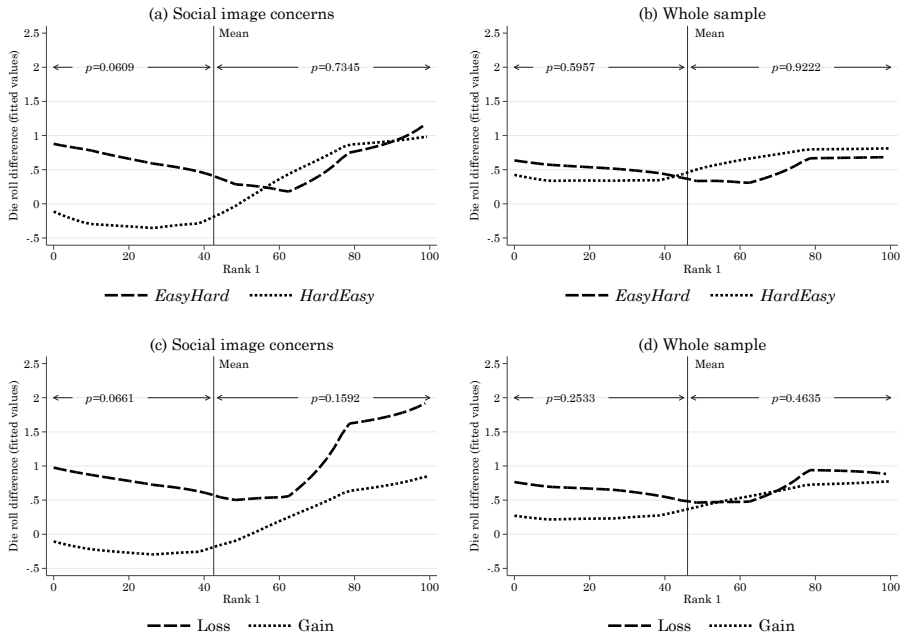 (a) Social image concerns
Mean
Die roll difference (fitted values)
2.5
2
1.5
1
.5
0
-.5
p=0.0609
p=0.7345
0 20 40 60 80 100
Rank 1
EasyHard HardEasy
(b) Whole sample
Mean
Die roll difference (fitted values)
2.5
2
1.5
1
.5
0
-.5
p=0.5957
p=0.9222
0 20 40 60 80 100
Rank 1
EasyHard HardEasy
(c) Social image concerns
Mean
Die roll difference (fitted values)
2.5
2
1.5
1
.5
0
-.5
p=0.0661
p=0.1592
0 20 40 60 80 100
Rank 1
Loss Gain
(d) Whole sample
Mean
Die roll difference (fitted values)
2.5
2
1.5
1
.5
0
-.5
p=0.2533
p=0.4635
0 20 40 60 80 100
Rank 1
Loss Gain